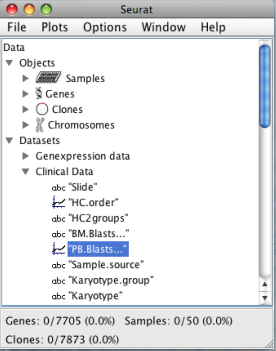 Seurat
File Plots Options Window Help
Data
Objects
Samples
Genes
Clones
Chromosomes
Datasets
Genexpression data
Clinical Data
abc "Slide"
"HC.order"
abc "HC2groups"
abc "BM.Blasts..."
"PB.Blasts..."
abc "Sample.source"
abc "Karyotype.group"
abc "Karyotype"
Genes: 0/7705 (0.0%) Samples: 0/50 (0.0%)
Clones: 0/7873 (0.0%)